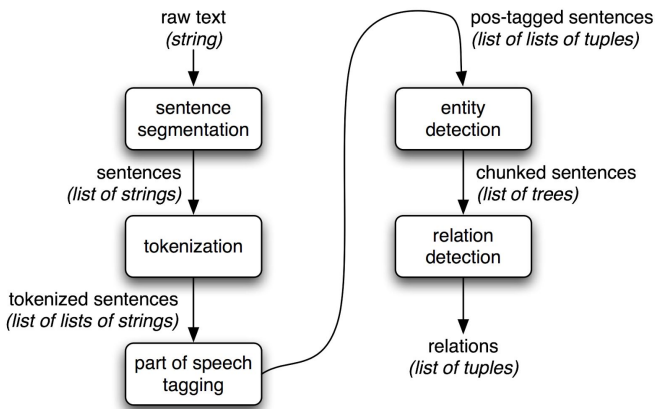 raw text
(string)
sentence
segmentation
sentences
(list of strings)
tokenization
tokenized sentences
(list of lists of strings)
part of speech
tagging
pos-tagged sentences
(list of lists of tuples)
entity
detection
chunked sentences
(list of trees)
relation
detection
relations
(list of tuples)